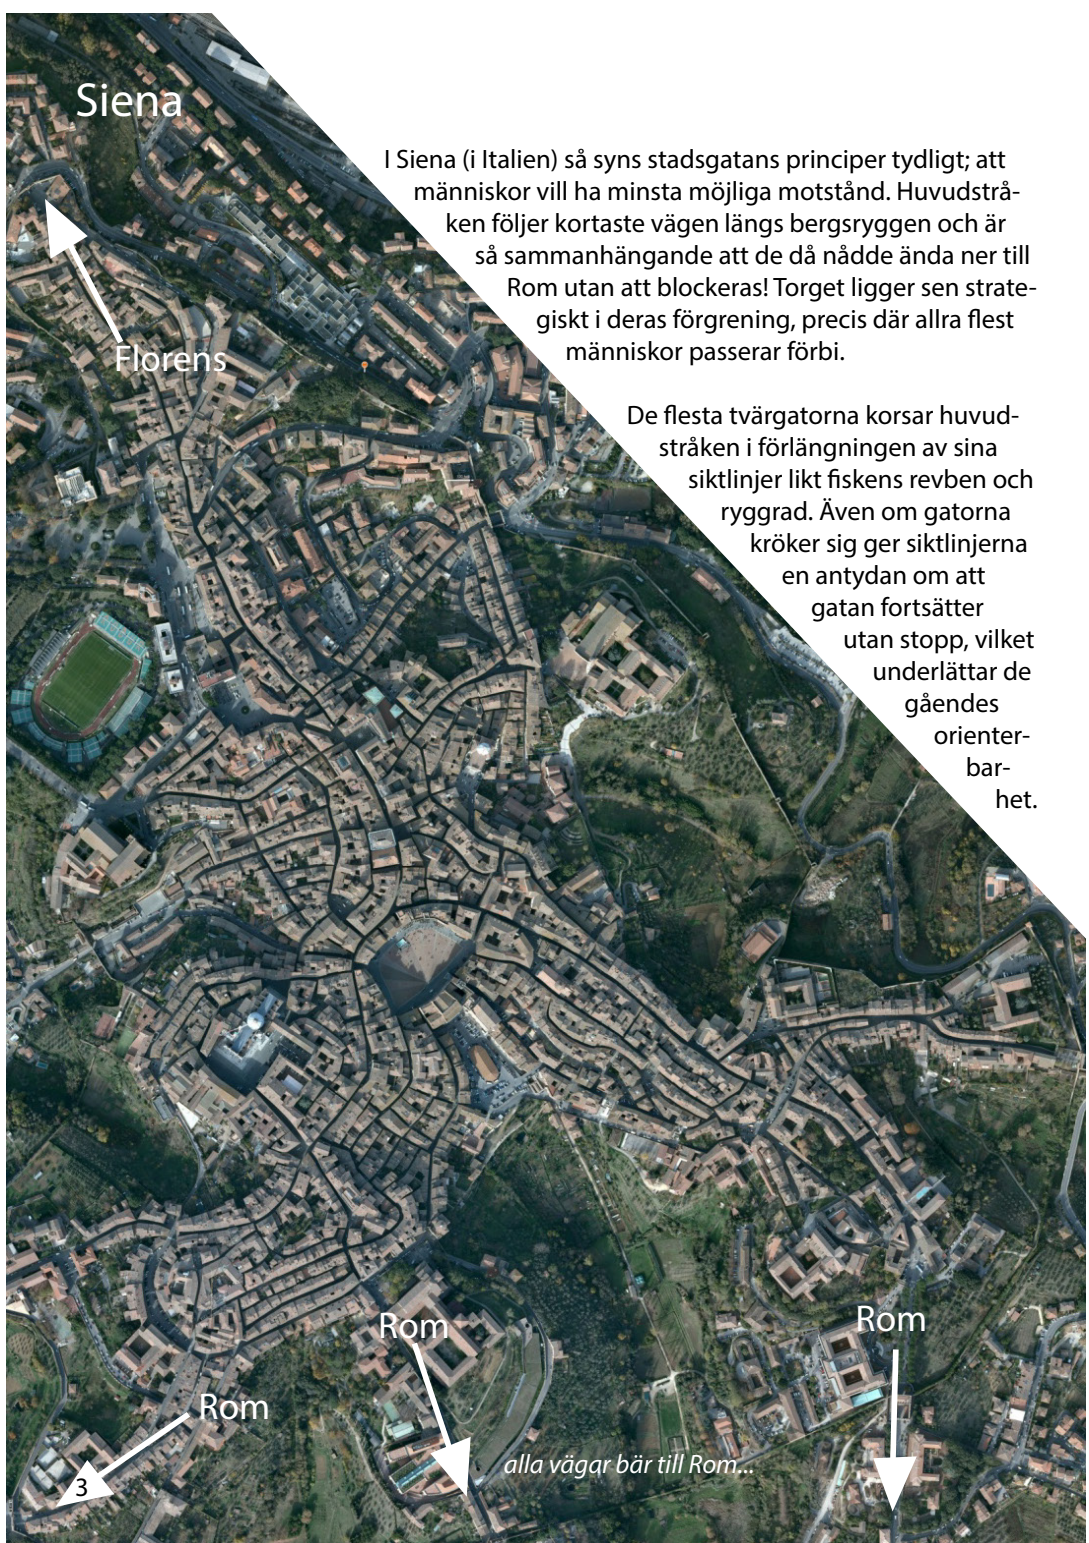 Siena
I Siena (i Italien) så syns stadsgatans principer tydligt; att
människor vill ha minsta möjliga motstånd. Huvudstrå-
ken följer kortaste vägen längs bergsryggen och är
så sammanhängande att de då nådde ända ner till
Rom utan att blockeras! Torget ligger sen strate-
giskt i deras förgrening, precis där allra flest
människor passerar förbi.
Florens
De flesta tvärgatorna korsar huvud-
stråken i förlängningen av sina
siktlinjer likt fiskens revben och
ryggrad. Även om gatorna
kröker sig ger siktlinjerna
en antydan om att
gatan fortsätter
utan stopp, vilket
underlättar de
gåendes
orienter-
bar-
het.
Rom
Rom
Rom
alla vägar bär till Rom...
3